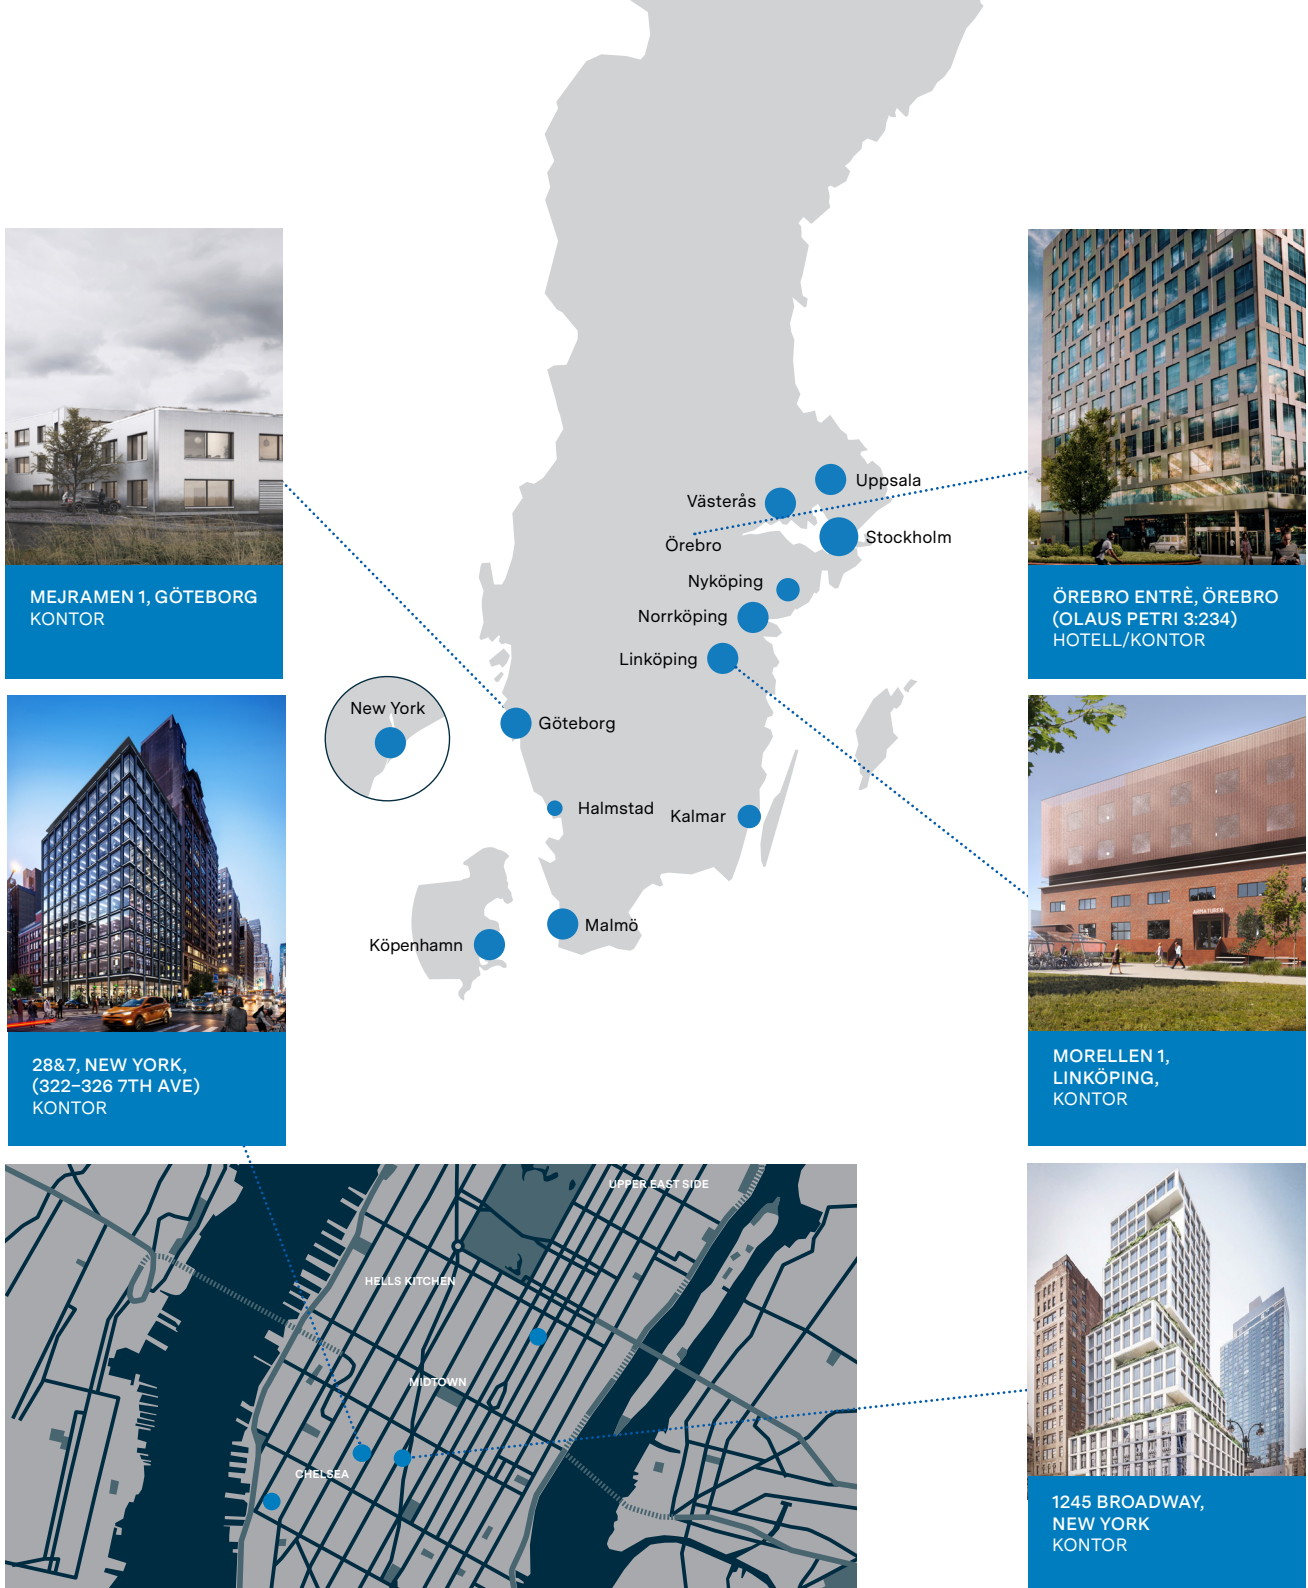 Uppsala
Västerås
Stockholm
Örebro
Nyköping
Norrköping
Linköping
MEJRAMEN 1, GÖTEBORG
KONTOR
ÖREBRO ENTRÈ, ÖREBRO
(OLAUS PETRI 3:234)
HOTELL/KONTOR
New York
Göteborg
Halmstad
Kalmar
Malmö
Köpenhamn
ARMATUREN
28&7, NEW YORK,
(322–326 7TH AVE)
KONTOR
MORELLEN 1,
LINKÖPING,
KONTOR
UPPER EAST SIDE
HELLS KITCHEN
MIDTOWN
CHELSEA
1245 BROADWAY,
NEW YORK
KONTOR